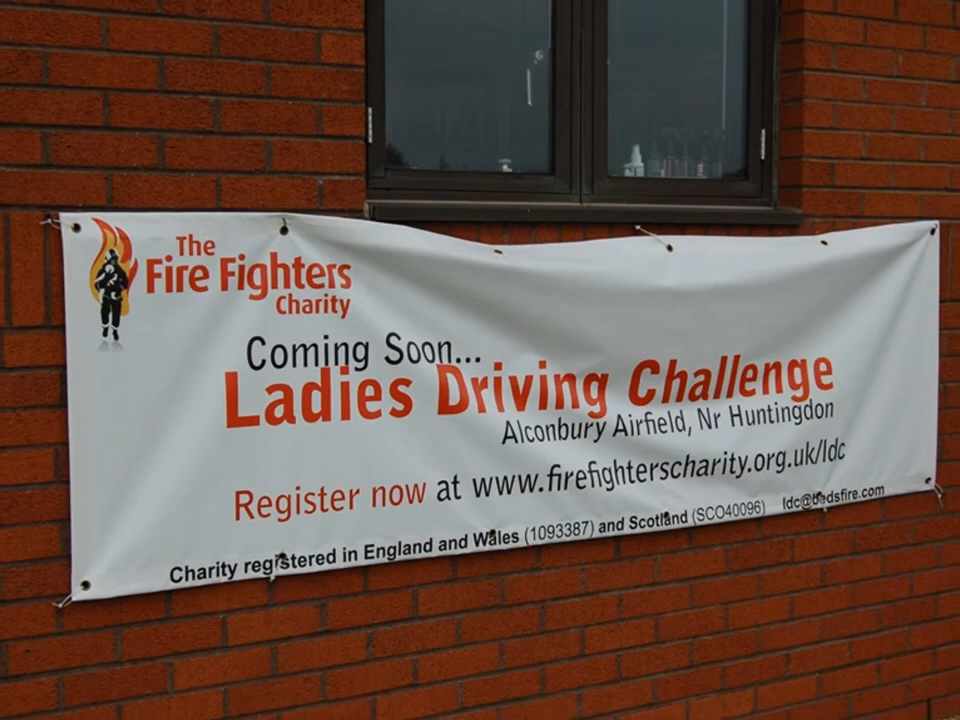 The
Fire Fighters
Charity
Coming Soon...
Ladies Driving Challenge
Alconbury Airfield, Nr Huntingdon
Register now at www.firefighterscharity.org.uk/ldc
Charity registered in England and Wales (1093387) and Scotland (SCO40096) ldc@bedsfire.com